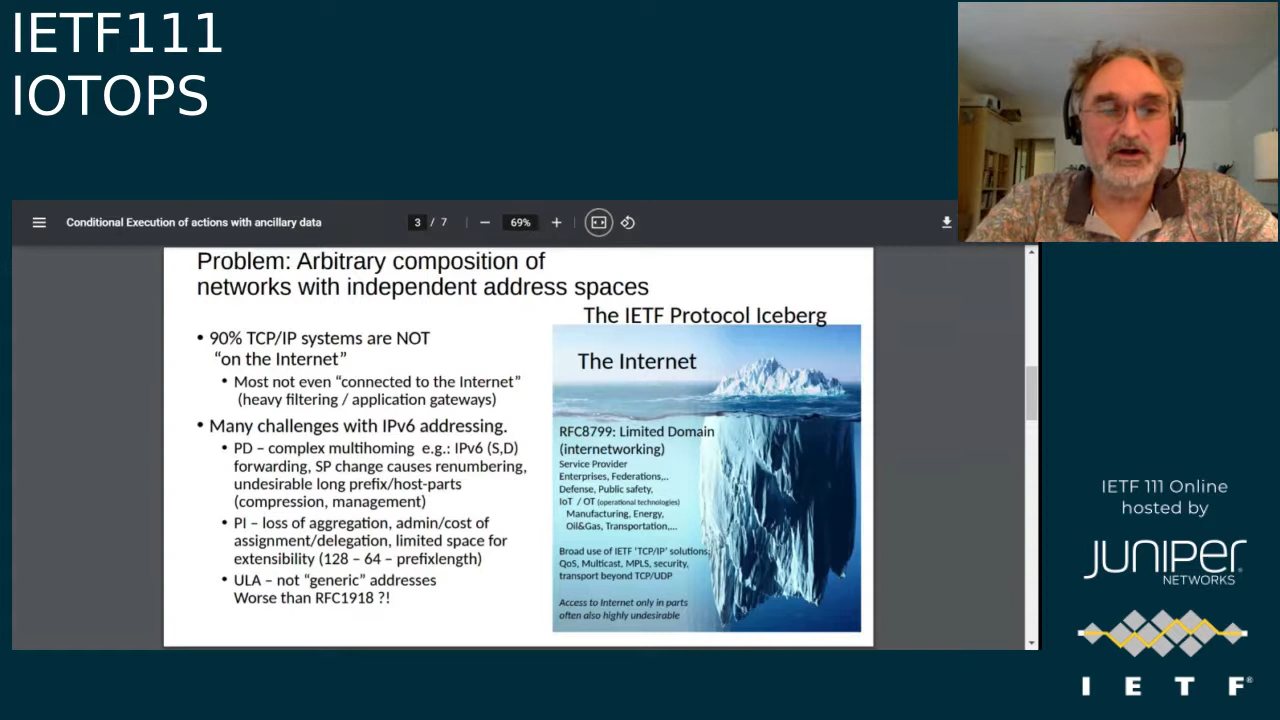 IETF111
IOTOPS
Conditional Execution of actions with ancillary data
3 / 7
69%
Problem: Arbitrary composition of
networks with independent address spaces
The IETF Protocol Iceberg
• 90% TCP/IP systems are NOT
“on the Internet”
• Most not even “connected to the Internet”
(heavy filtering / application gateways)
• Many challenges with IPv6 addressing.
• PD – complex multihoming e.g.: IPv6 (S,D)
forwarding, SP change causes renumbering,
undesirable long prefix/host-parts
(compression, management)
• PI – loss of aggregation, admin/cost of
assignment/delegation, limited space for
extensibility (128 – 64 – prefixlength)
• ULA – not “generic” addresses
Worse than RFC1918 ?!
The Internet
RFC8799: Limited Domain
(internetworking)
Service Provider
Enterprises, Federations,..
Defense, Public safety,
IoT / OT (operational technologies)
Manufacturing, Energy,
Oil&Gas, Transportation,...
Broad use of IETF ‘TCP/IP’ solutions;
QoS, Multicast, MPLS, security,
transport beyond TCP/UDP
Access to Internet only in parts
often also highly undesirable
IETF 111 Online
hosted by
JUNIPER
NETWORKS
I E T F®